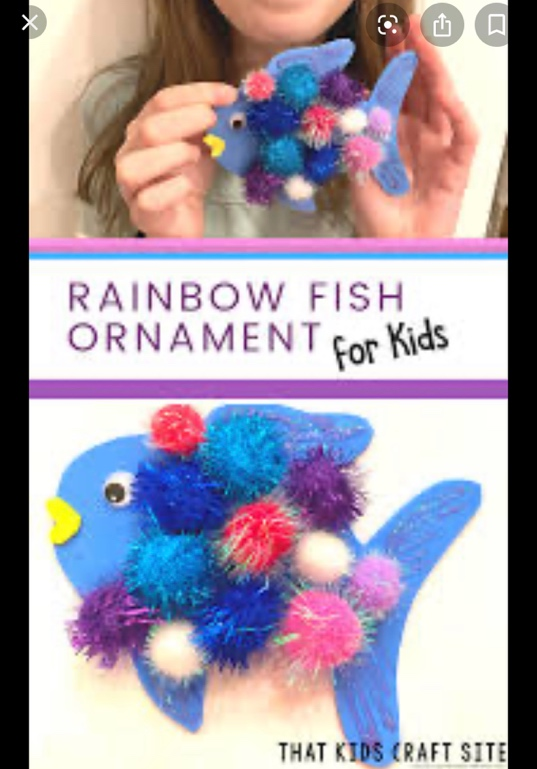 RAINBOW FISH
ORNAMENT for Kids
THAT KIDS CRAFT SITE